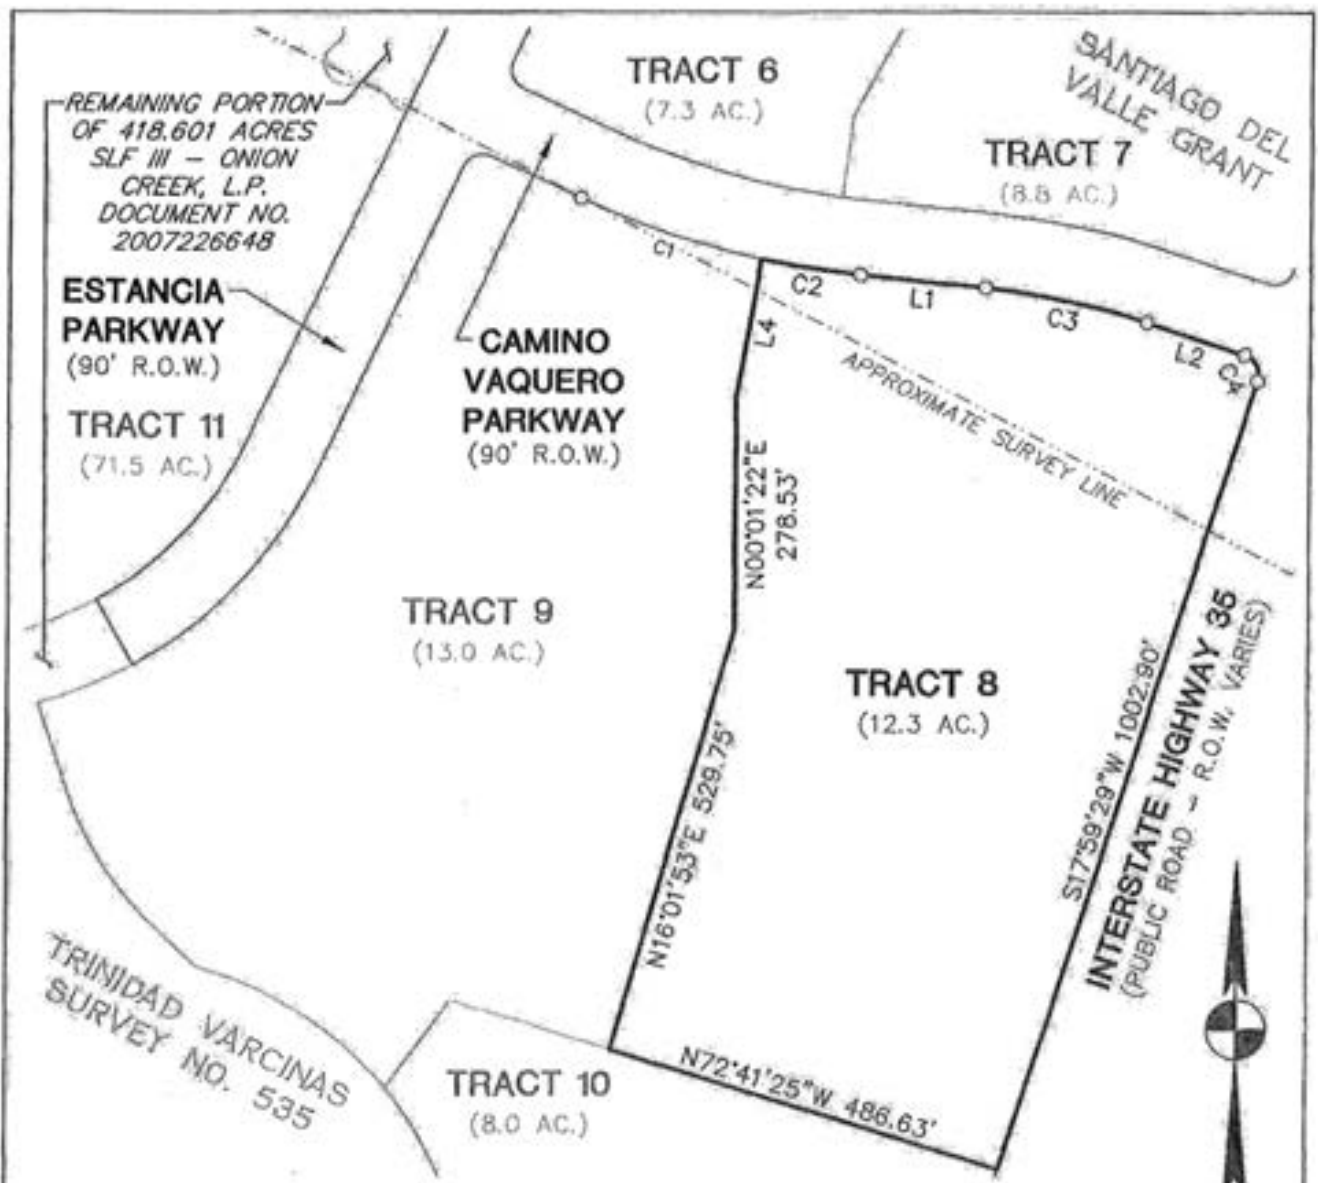 TRACT 6
(7.3 AC.)
SANTIAGO DEL
VALLE GRANT
TRACT 7
(8.8 AC.)
REMAINING PORTION
OF 418.601 ACRES
SLF III – ONION
CREEK, L.P.
DOCUMENT NO.
2007226648
ESTANCIA
PARKWAY
(90' R.O.W.)
TRACT 11
(71.5 AC.)
CAMINO
VAQUERO
PARKWAY
(90' R.O.W.)
C1
C2
L1
C3
L2
C4
L4
APPROXIMATE SURVEY LINE
N00°01'22"E
278.53'
TRACT 9
(13.0 AC.)
TRACT 8
(12.3 AC.)
N16°01'53"E 529.75'
S17°59'29"W 1002.90'
INTERSTATE HIGHWAY 35
(PUBLIC ROAD - R.O.W. VARIES)
TRINIDAD VARCINAS
SURVEY NO. 535
TRACT 10
(8.0 AC.)
N72°41'25"W 486.63'